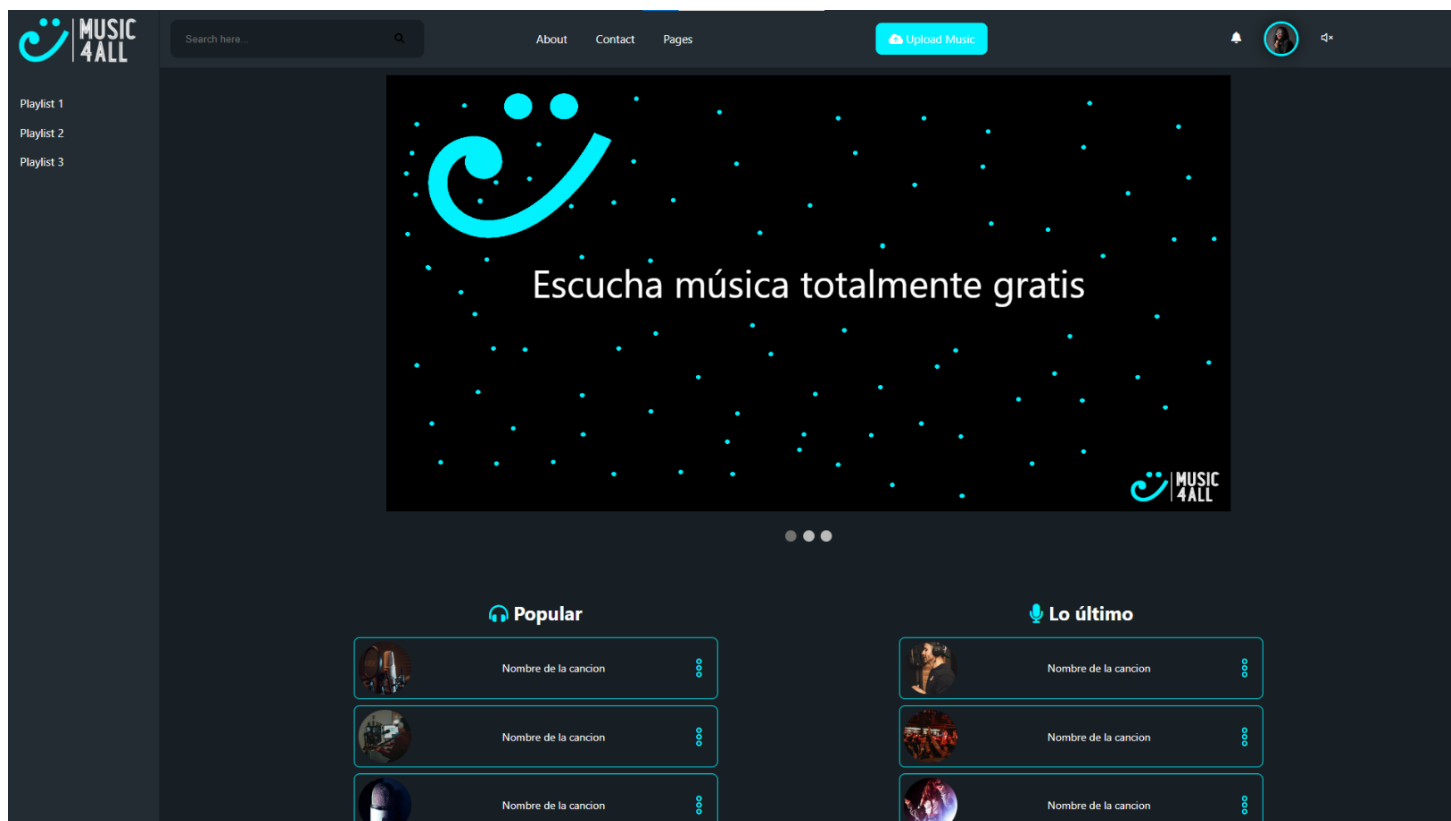 MUSIC
4ALL
Search here...
About
Contact
Pages
Upload Music
Playlist 1
Playlist 2
Playlist 3
Escucha música totalmente gratis
MUSIC
4ALL
Popular
Nombre de la cancion
Nombre de la cancion
Nombre de la cancion
Lo último
Nombre de la cancion
Nombre de la cancion
Nombre de la cancion